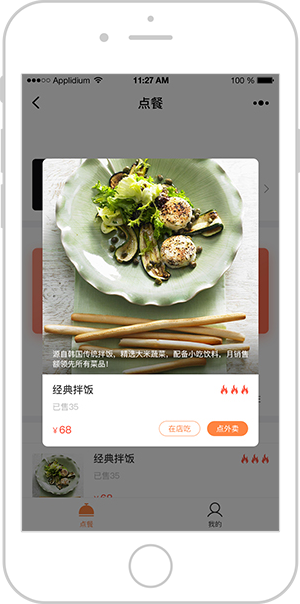 ●●●○○ Applidium 11:27 AM 100 %
点餐
源自韩国传统拌饭，精选大米蔬菜，配备小吃饮料，月销售
额领先所有菜品！
经典拌饭
已售35
¥68 在店吃 点外卖
经典拌饭
已售35
¥68
点餐 我的